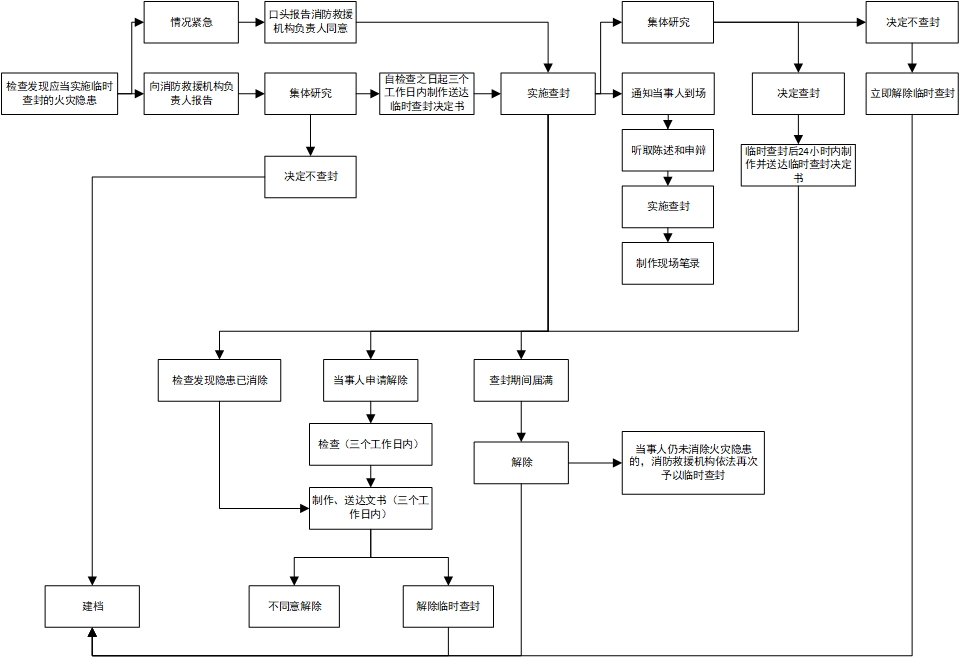 情况紧急
口头报告消防救援
机构负责人同意
集体研究
决定不查封
检查发现应当实施临时
查封的火灾隐患
向消防救援机构负
责人报告
集体研究
自检查之日起三个
工作日内制作送达
临时查封决定书
实施查封
通知当事人到场
决定查封
立即解除临时查封
听取陈述和申辩
临时查封后24小时内制
作并送达临时查封决定
书
决定不查封
实施查封
制作现场笔录
检查发现隐患已消除
当事人申请解除
查封期间届满
检查（三个工作日内）
解除
当事人仍未消除火灾隐患
的，消防救援机构依法再次
予以临时查封
制作、送达文书（三个工
作日内）
建档
不同意解除
解除临时查封